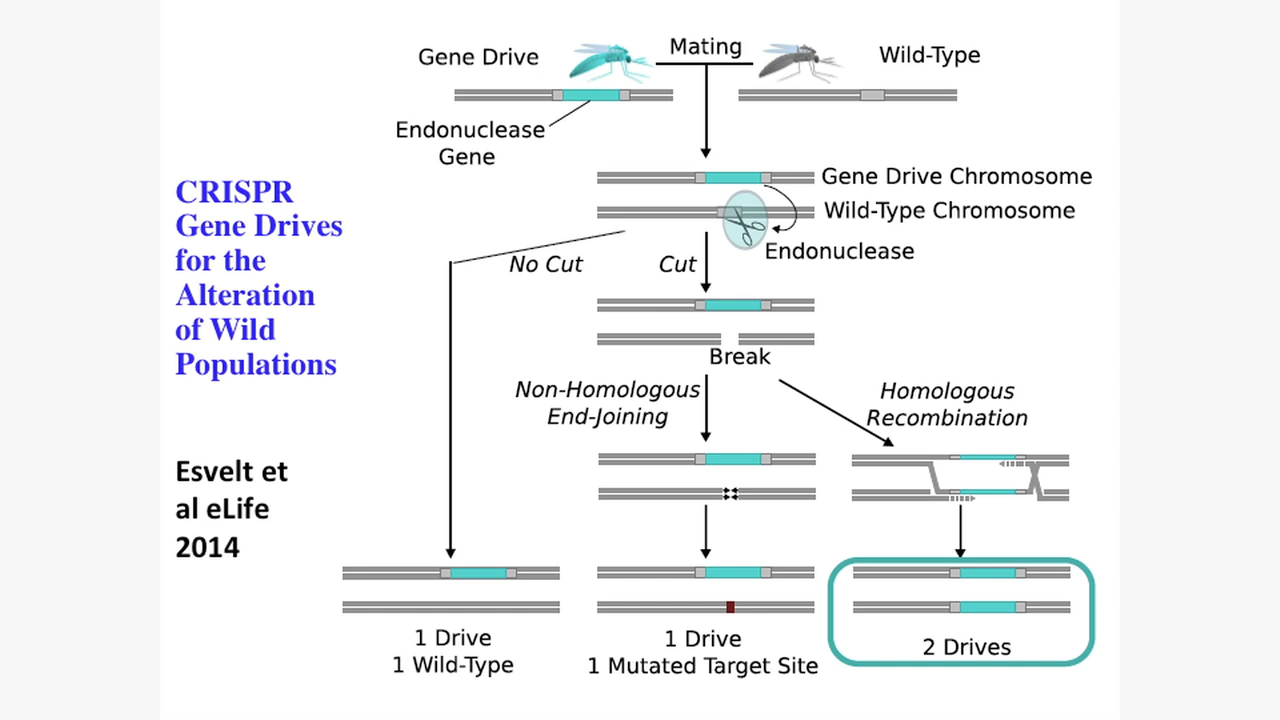 Gene Drive
Mating
Wild-Type
Endonuclease
Gene
CRISPR
Gene Drives
for the
Alteration
of Wild
Populations
Gene Drive Chromosome
Wild-Type Chromosome
Endonuclease
No Cut
Cut
Break
Non-Homologous
End-Joining
Homologous
Recombination
Esvelt et
al eLife
2014
1 Drive
1 Wild-Type
1 Drive
1 Mutated Target Site
2 Drives